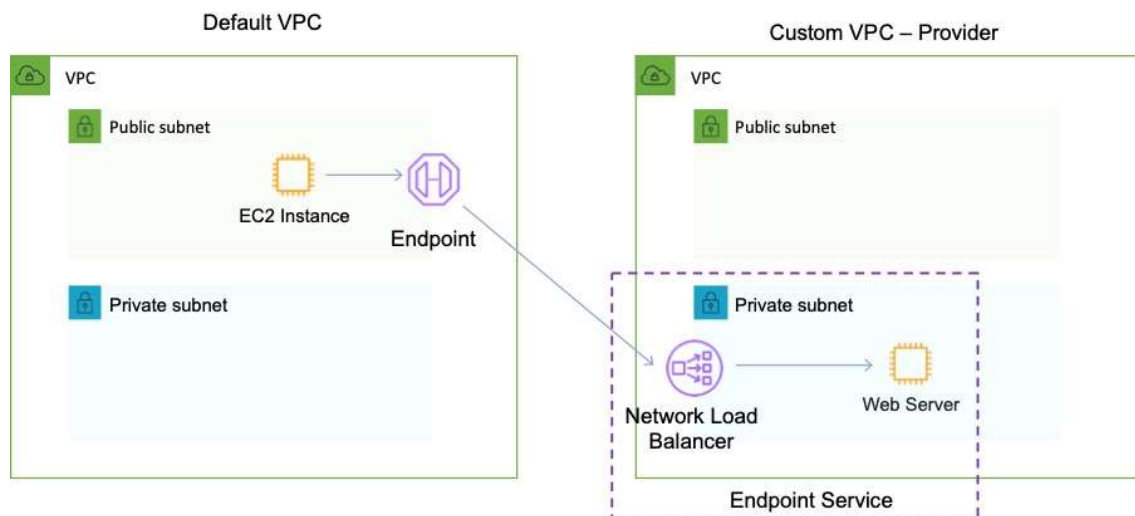 Default VPC
Custom VPC – Provider
VPC
VPC
Public subnet
Public subnet
EC2 Instance
Endpoint
Private subnet
Private subnet
Network Load
Balancer
Web Server
Endpoint Service